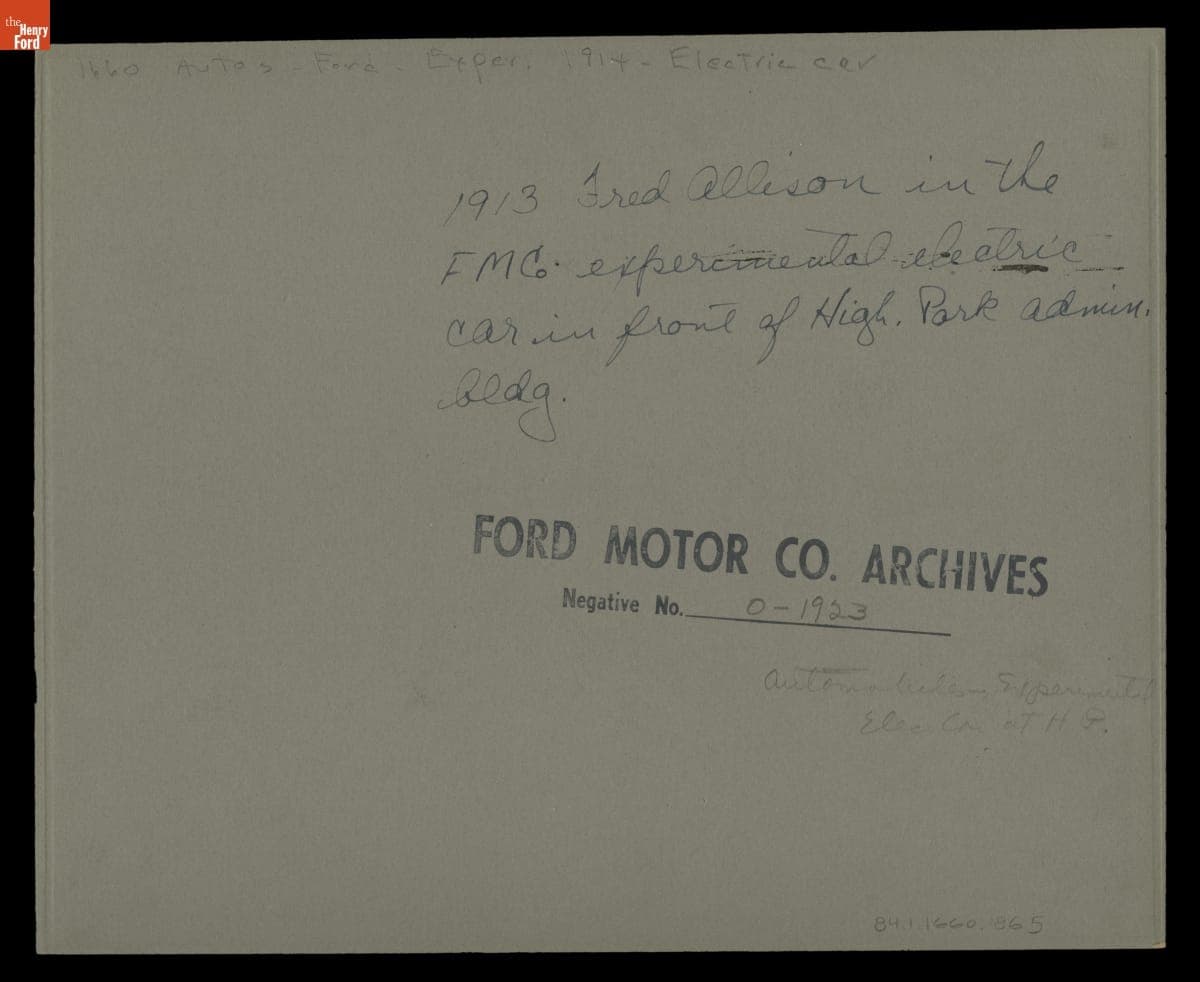 the
Henry
Ford
1660 Autos - Ford - Exper. 1914 - Electric car
1913 Fred Allison in the
FMCo. experimental electric
car in front of High. Park admin.
bldg.
FORD MOTOR CO. ARCHIVES
Negative No. 0-1923
Automobiles, Experimental
Elec Car at H P.
84.1.1660.865